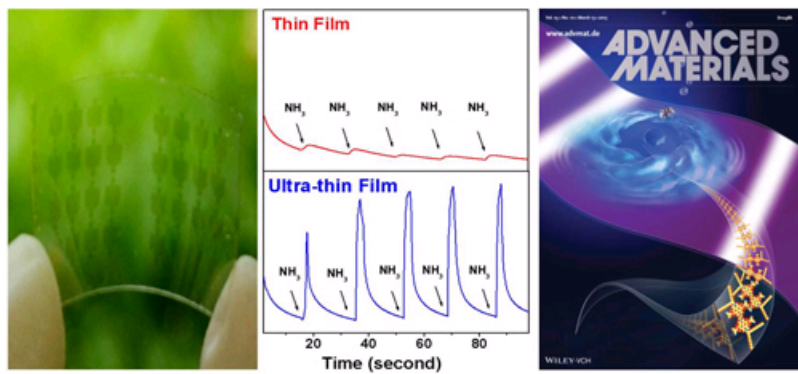 Thin Film
NH3
NH3
NH3
NH3
NH3
Ultra-thin Film
NH3
NH3
NH3
NH3
NH3
20 40 60 80
Time (second)
www.advmat.de
ADVANCED
MATERIALS
WILEY-VCH